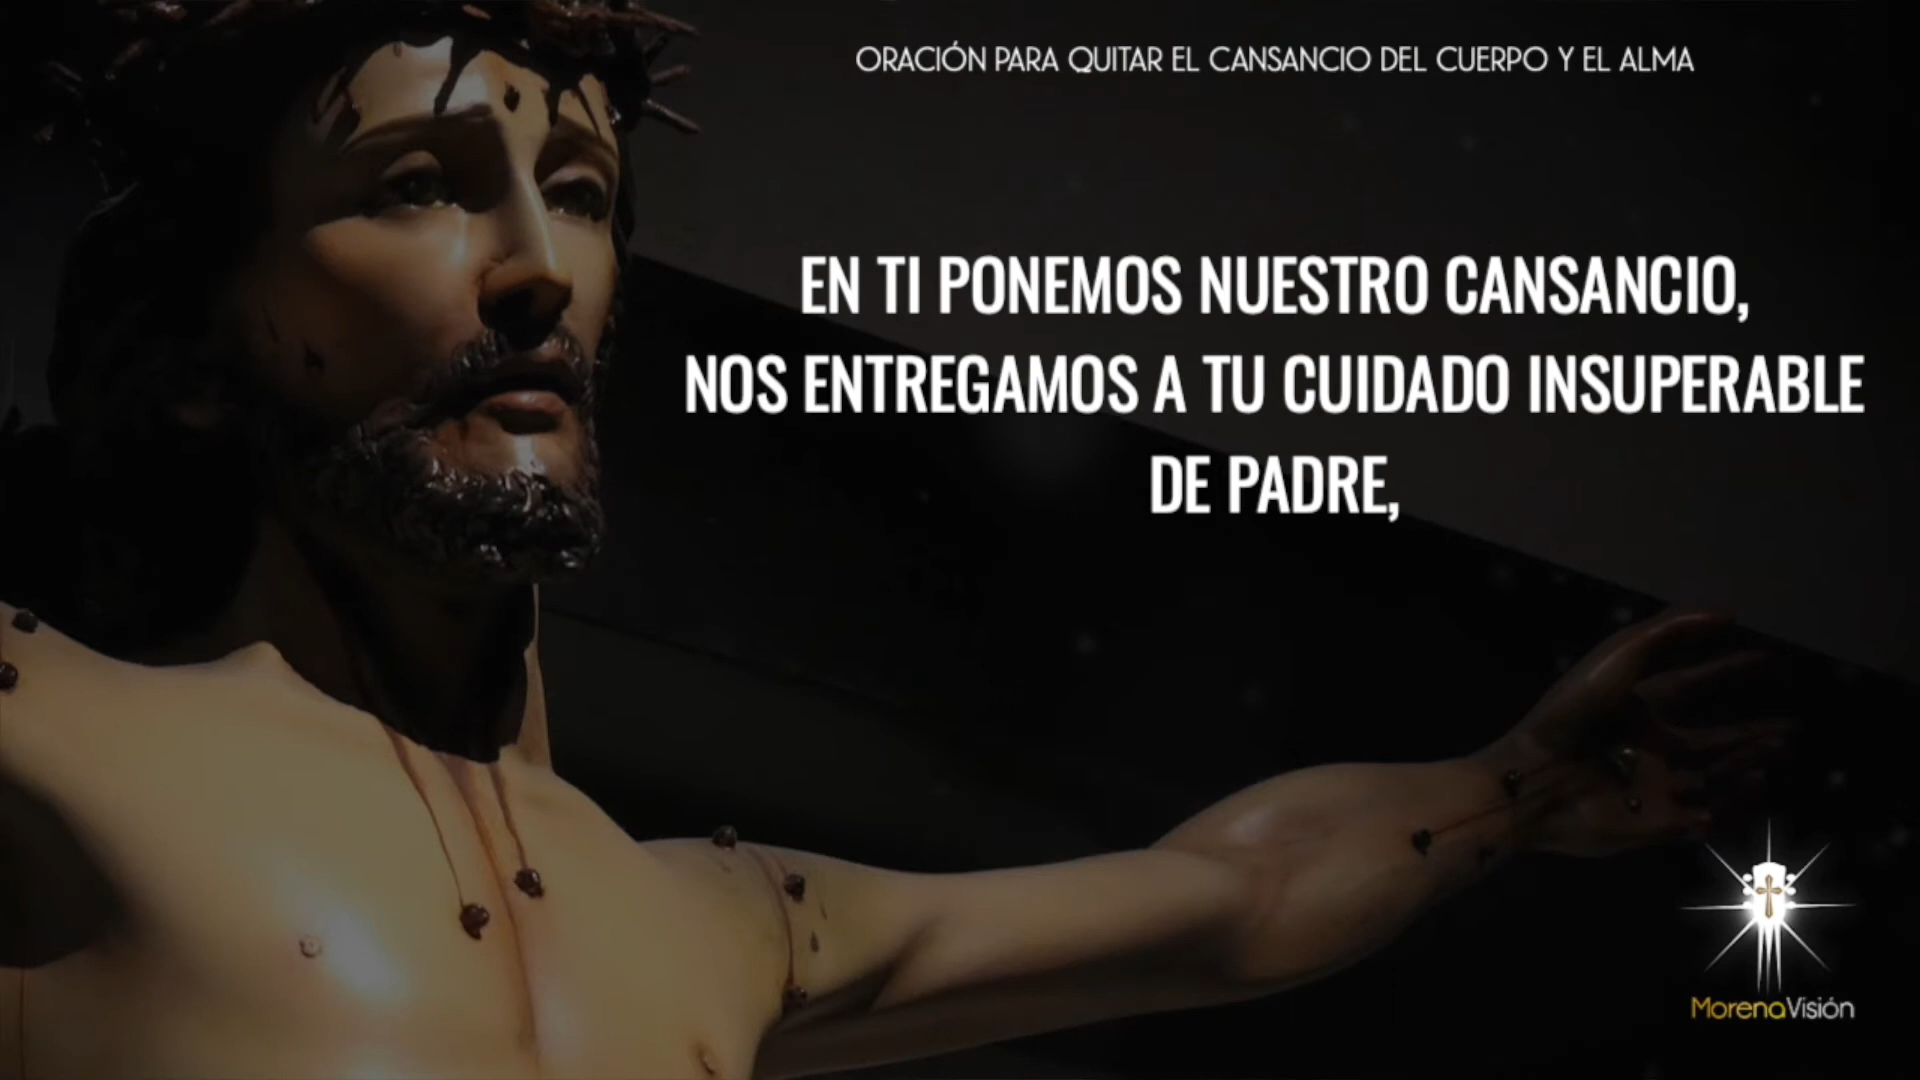 ORACIÓN PARA QUITAR EL CANSANCIO DEL CUERPO Y EL ALMA
EN TI PONEMOS NUESTRO CANSANCIO,
NOS ENTREGAMOS A TU CUIDADO INSUPERABLE
DE PADRE,
MorenaVisión